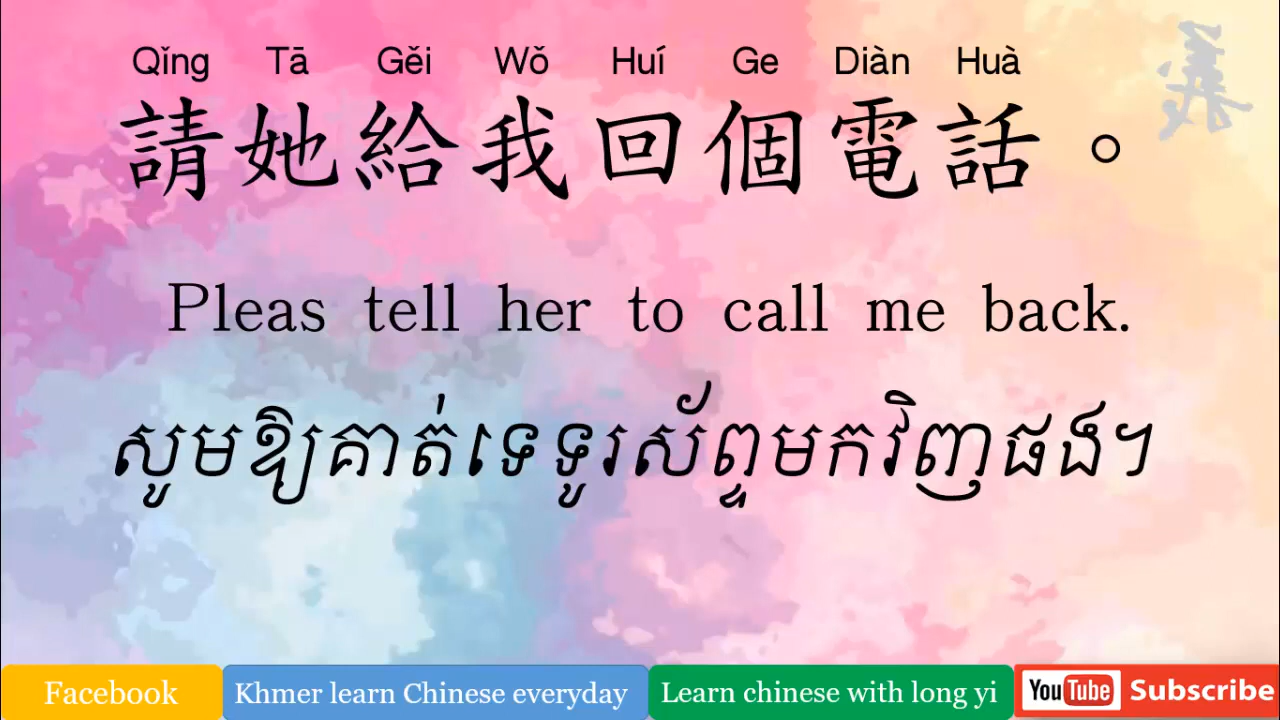 Qǐng Tā Gěi Wǒ Huí Ge Diàn Huà
請她給我回個電話。
Pleas tell her to call me back.
សូមឱ្យគាត់ទេទូរស័ព្ទមកវិញផង។
Facebook
Khmer learn Chinese everyday
Learn chinese with long yi
YouTube Subscribe